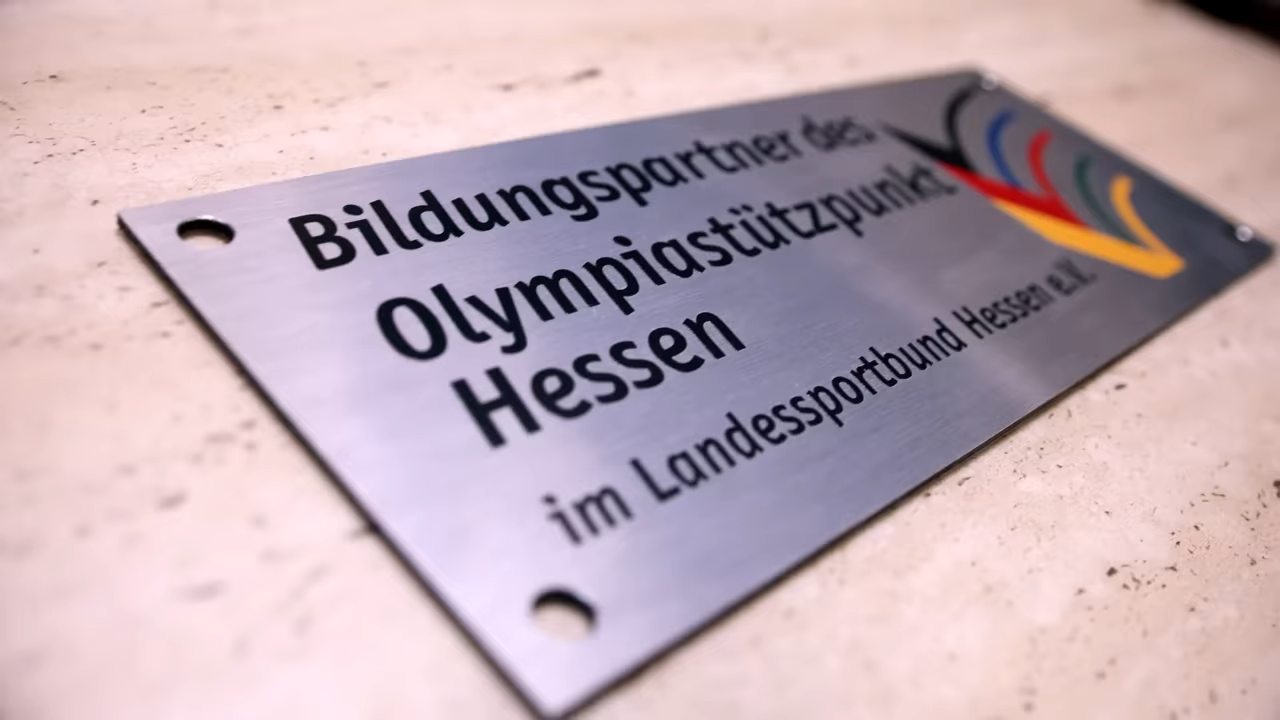 Bildungspartner des
Olympiastützpunkt
Hessen
im Landessportbund Hessen e.V.